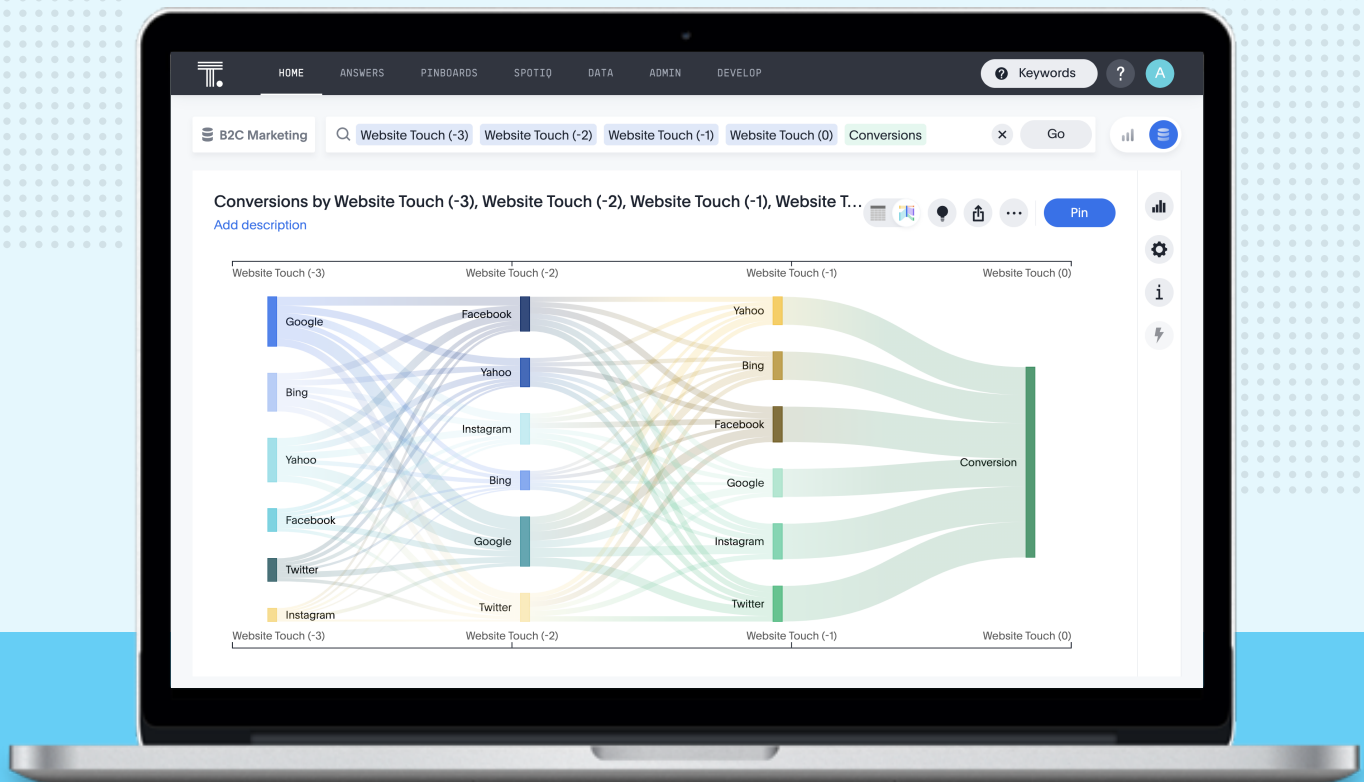 T.
HOME ANSWERS PINBOARDS SPOTIQ DATA ADMIN DEVELOP
? Keywords ? A
B2C Marketing
Website Touch (-3) Website Touch (-2) Website Touch (-1) Website Touch (0) Conversions
Go
Conversions by Website Touch (-3), Website Touch (-2), Website Touch (-1), Website T...
Pin
Add description
Website Touch (-3) Website Touch (-2) Website Touch (-1) Website Touch (0)
Google
Bing
Yahoo
Facebook
Twitter
Instagram
Facebook
Yahoo
Instagram
Bing
Google
Twitter
Yahoo
Bing
Facebook
Google
Instagram
Twitter
Conversion
Website Touch (-3) Website Touch (-2) Website Touch (-1) Website Touch (0)
i